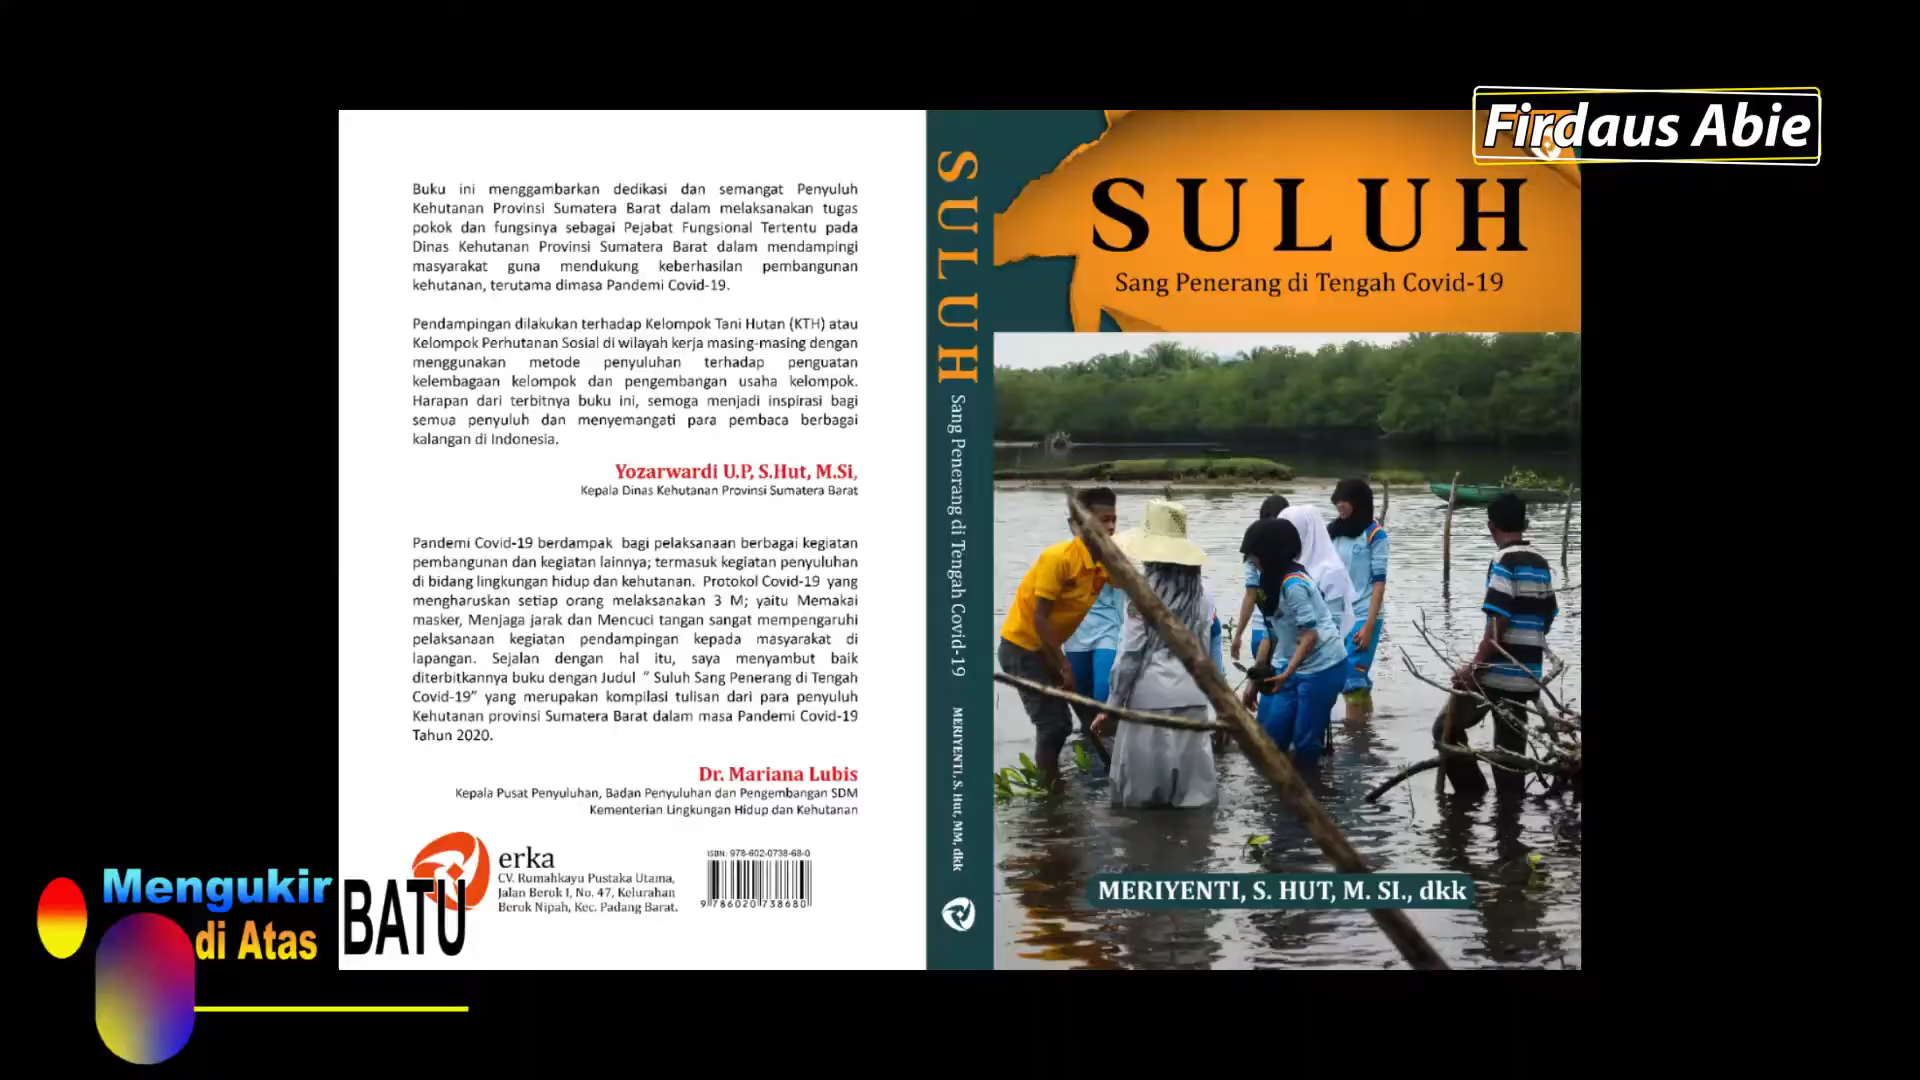 Firdaus Abie
Buku ini menggambarkan dedikasi dan semangat Penyuluh
Kehutanan Provinsi Sumatera Barat dalam melaksanakan tugas
pokok dan fungsinya sebagai Pejabat Fungsional Tertentu pada
Dinas Kehutanan Provinsi Sumatera Barat dalam mendampingi
masyarakat guna mendukung keberhasilan pembangunan
kehutanan, terutama dimasa Pandemi Covid-19.
Pendampingan dilakukan terhadap Kelompok Tani Hutan (KTH) atau
Kelompok Perhutanan Sosial di wilayah kerja masing-masing dengan
menggunakan metode penyuluhan terhadap penguatan
kelembagaan kelompok dan pengembangan usaha kelompok.
Harapan dari terbitnya buku ini, semoga menjadi inspirasi bagi
semua penyuluh dan menyemangati para pembaca berbagai
kalangan di Indonesia.
Yozarwardi U.P, S.Hut, M.Si,
Kepala Dinas Kehutanan Provinsi Sumatera Barat
Pandemi Covid-19 berdampak bagi pelaksanaan berbagai kegiatan
pembangunan dan kegiatan lainnya; termasuk kegiatan penyuluhan
di bidang lingkungan hidup dan kehutanan. Protokol Covid-19 yang
mengharuskan setiap orang melaksanakan 3 M; yaitu Memakai
masker, Menjaga jarak dan Mencuci tangan sangat mempengaruhi
pelaksanaan kegiatan pendampingan kepada masyarakat di
lapangan. Sejalan dengan hal itu, saya menyambut baik
diterbitkannya buku dengan Judul " Suluh Sang Penerang di Tengah
Covid-19" yang merupakan kompilasi tulisan dari para penyuluh
Kehutanan provinsi Sumatera Barat dalam masa Pandemi Covid-19
Tahun 2020.
Dr. Mariana Lubis
Kepala Pusat Penyuluhan, Badan Penyuluhan dan Pengembangan SDM
Kementerian Lingkungan Hidup dan Kehutanan
erka
CV. Rumahkayu Pustaka Utama,
Jalan Berok I, No. 47, Kelurahan
Berok Nipah, Kec. Padang Barat.
ISBN: 978-602-0738-68-0
9 786020 738680
SULUH
Sang Penerang di Tengah Covid-19
MERIYENTI, S. Hut, MM, dkk
SULUH
Sang Penerang di Tengah Covid-19
MERIYENTI, S. HUT, M. SI., dkk
Mengukir
di Atas
BATU